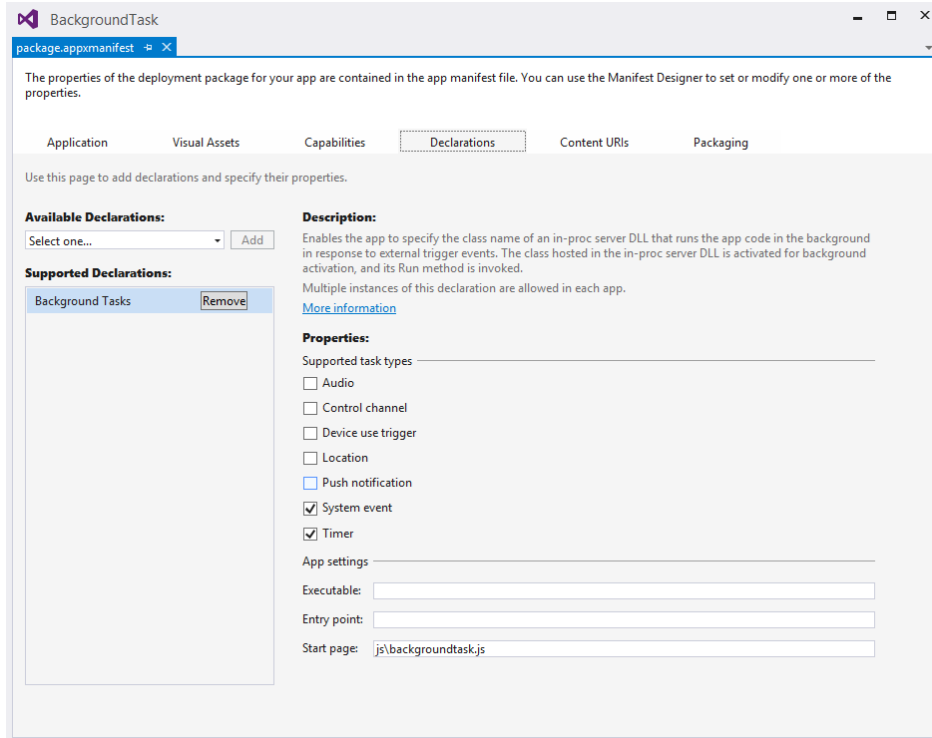 BackgroundTask
package.appxmanifest
The properties of the deployment package for your app are contained in the app manifest file. You can use the Manifest Designer to set or modify one or more of the
properties.
Application Visual Assets Capabilities Declarations Content URIs Packaging
Use this page to add declarations and specify their properties.
Available Declarations:
Select one... Add
Supported Declarations:
Background Tasks Remove
Description:
Enables the app to specify the class name of an in-proc server DLL that runs the app code in the background
in response to external trigger events. The class hosted in the in-proc server DLL is activated for background
activation, and its Run method is invoked.
Multiple instances of this declaration are allowed in each app.
More information
Properties:
Supported task types
Audio
Control channel
Device use trigger
Location
Push notification
System event
Timer
App settings
Executable:
Entry point:
Start page: js\backgroundtask.js